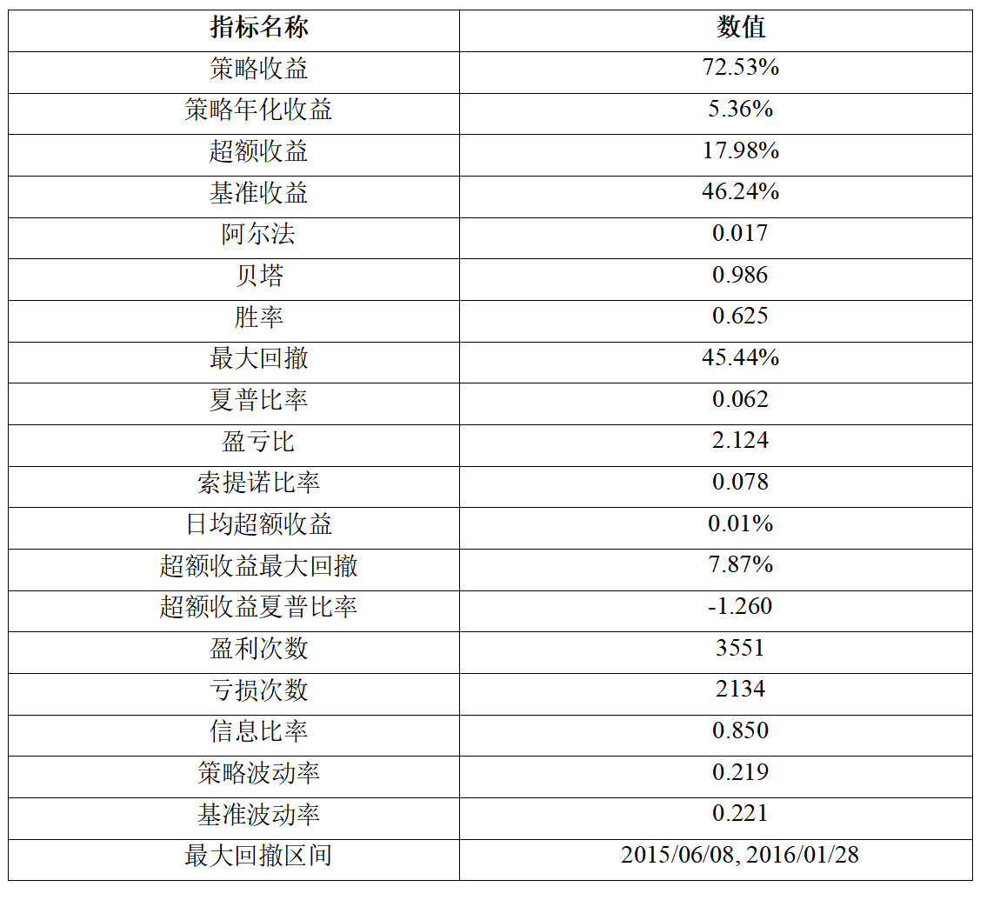 指标名称 数值
策略收益 72.53%
策略年化收益 5.36%
超额收益 17.98%
基准收益 46.24%
阿尔法 0.017
贝塔 0.986
胜率 0.625
最大回撤 45.44%
夏普比率 0.062
盈亏比 2.124
索提诺比率 0.078
日均超额收益 0.01%
超额收益最大回撤 7.87%
超额收益夏普比率 -1.260
盈利次数 3551
亏损次数 2134
信息比率 0.850
策略波动率 0.219
基准波动率 0.221
最大回撤区间 2015/06/08, 2016/01/28